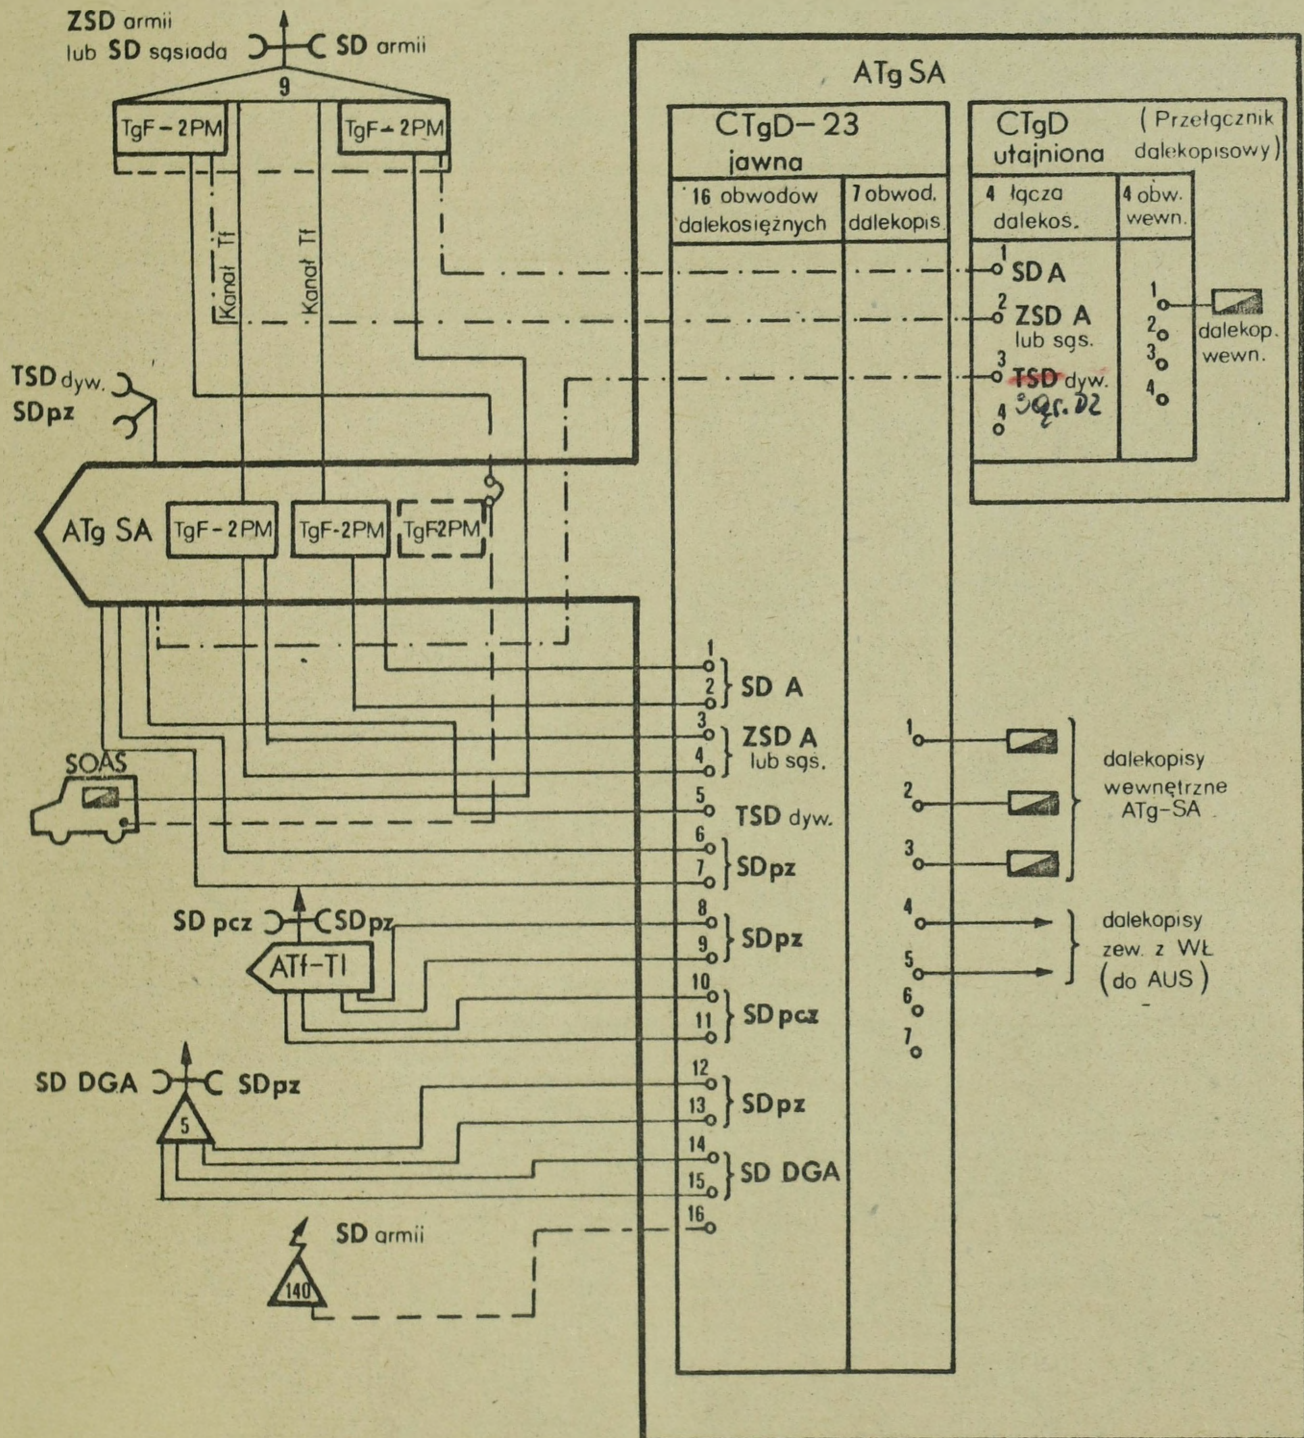 ZSD armii
lub SD sąsiada
SD armii
9
TgF-2PM
TgF-2PM
Kanał Tf
Kanał Tf
TSD dyw.
SDpz
ATg SA
TgF-2PM
TgF-2PM
TgF2PM
SOAS
SD pcz
SDpz
ATf-TI
SD DGA
SDpz
5
SD armii
140
ATg SA
CTgD-23
jawna
16 obwodów
dalekosiężnych
7 obwod.
dalekopis.
1
2
SD A
3
4
ZSD A
lub sąs.
5
TSD dyw.
6
7
SDpz
8
9
SDpz
10
11
SD pcz
12
13
SDpz
14
15
SD DGA
16
1
2
3
dalekopisy
wewnętrzne
ATg-SA
4
5
dalekopisy
zew. z WŁ
(do AUS)
6
7
CTgD
utajniona
(Przełącznik
dalekopisowy)
4 łącza
dalekos.
4 obw.
wewn.
1
SD A
2
ZSD A
lub sąs.
3
TSD dyw.
4
1
2
3
4
dalekop.
wewn.